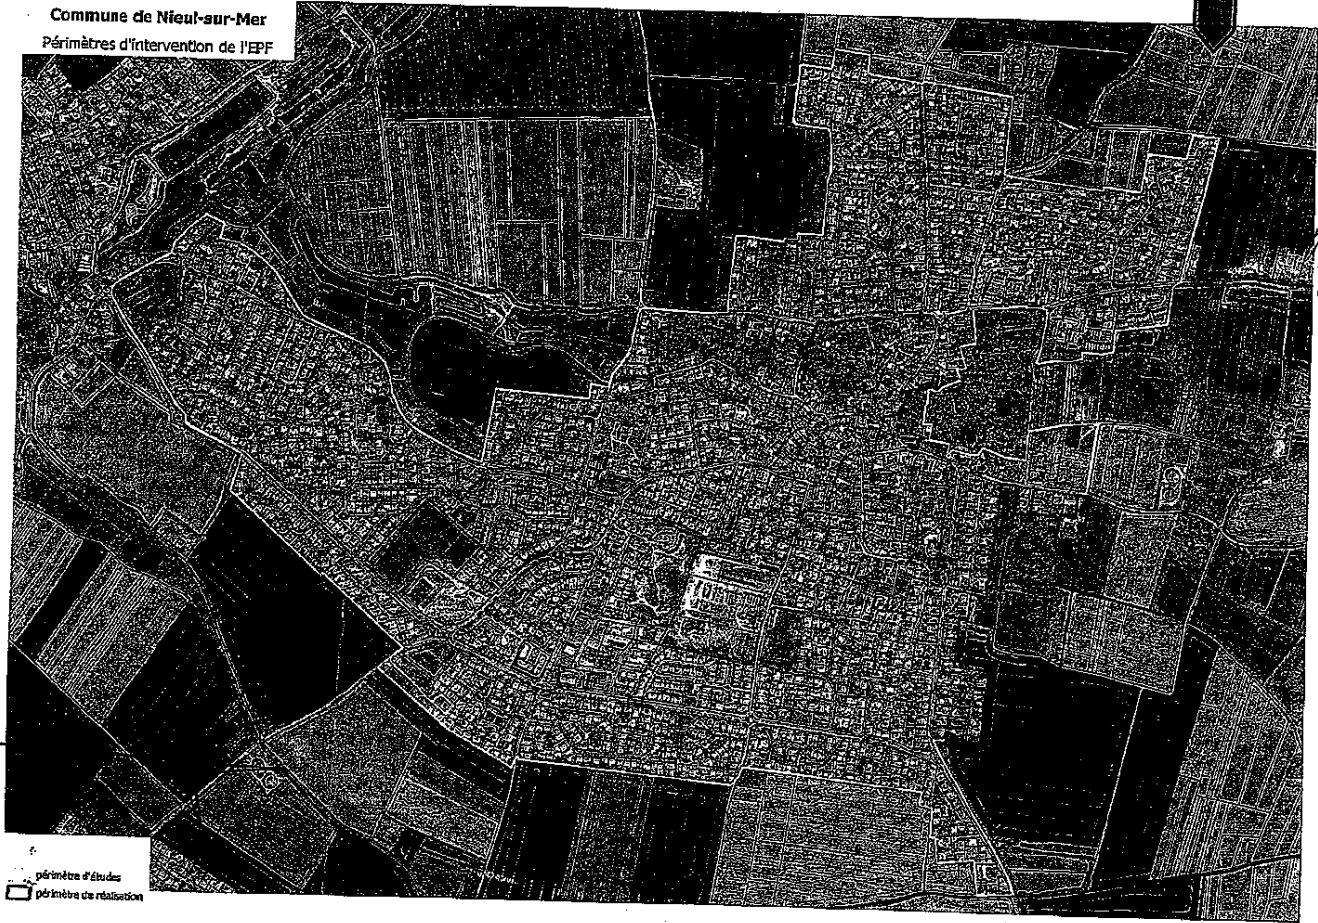 Commune de Nieul-sur-Mer
Périmètres d'intervention de l'EPF
périmètre d'études
périmètre de réalisation